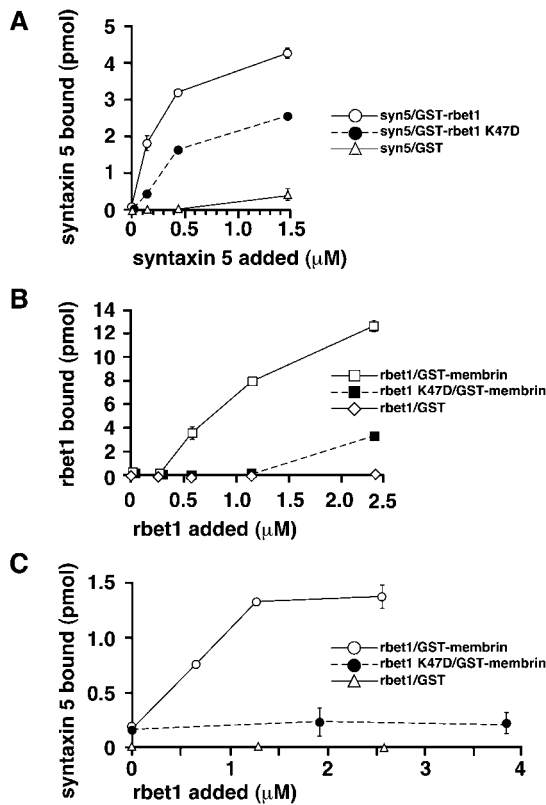 A
syntaxin 5 bound (pmol)
5
4
3
2
1
0
0 0.5 1.0 1.5
syntaxin 5 added (μM)
syn5/GST-rbet1
syn5/GST-rbet1 K47D
syn5/GST
B
rbet1 bound (pmol)
14
12
10
8
6
4
2
0
0 0.5 1.0 1.5 2.0 2.5
rbet1 added (μM)
rbet1/GST-membrin
rbet1 K47D/GST-membrin
rbet1/GST
C
syntaxin 5 bound (pmol)
1.5
1.0
0.5
0
0 1 2 3 4
rbet1 added (μM)
rbet1/GST-membrin
rbet1 K47D/GST-membrin
rbet1/GST